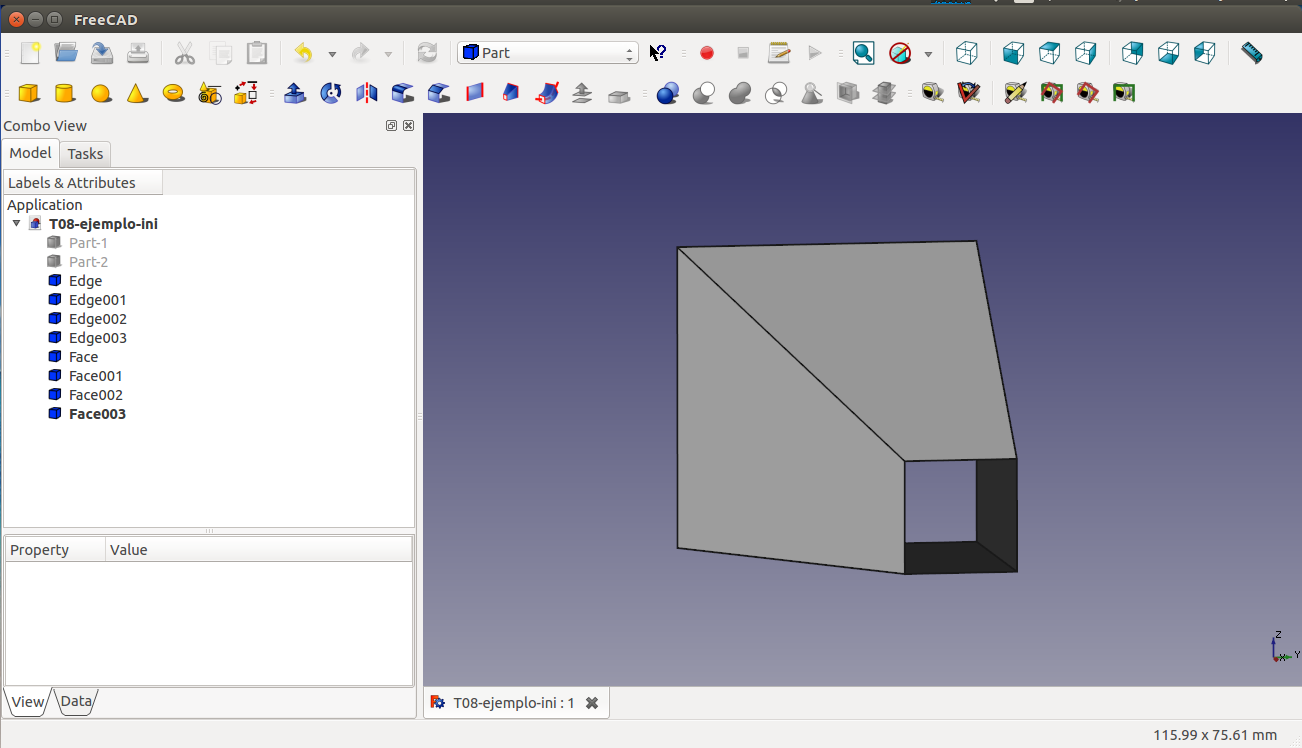 FreeCAD
Part
Combo View
Model
Tasks
Labels & Attributes
Application
T08-ejemplo-ini
Part-1
Part-2
Edge
Edge001
Edge002
Edge003
Face
Face001
Face002
Face003
Property
Value
View
Data
Z
X
Y
T08-ejemplo-ini : 1
115.99 x 75.61 mm